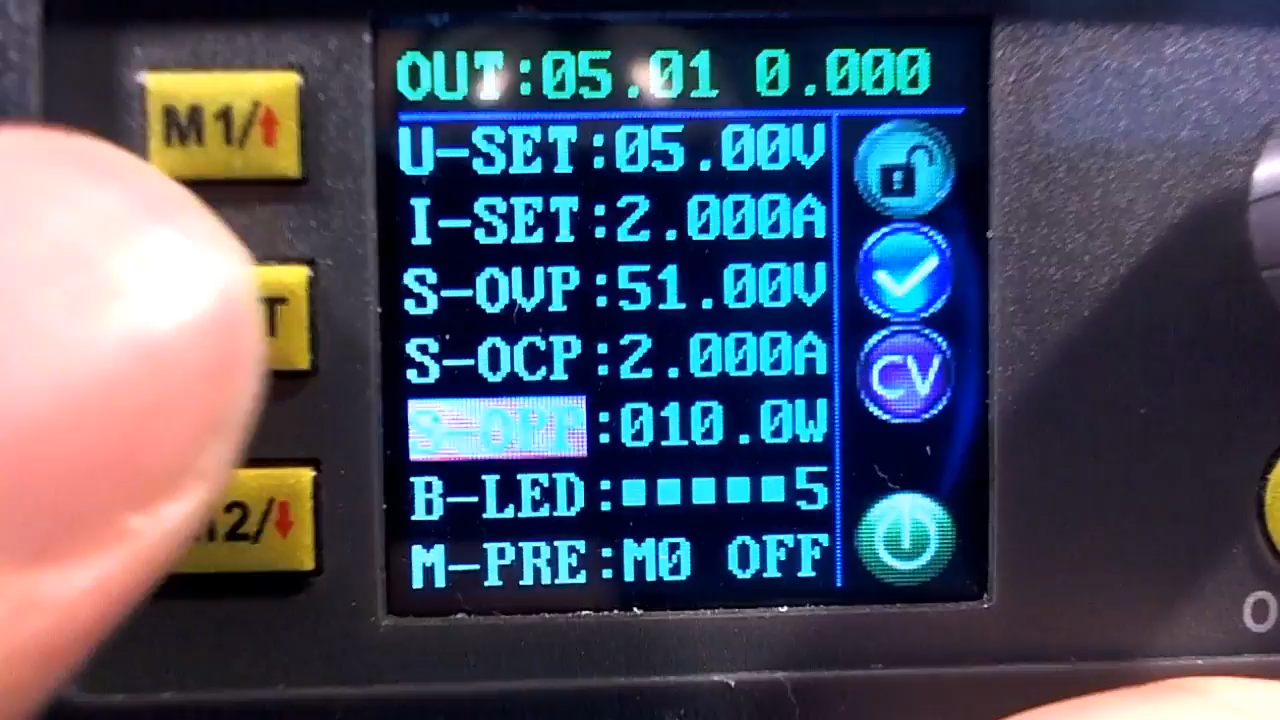 OUT:05.01 0.000
M1/↑
U-SET:05.00V
I-SET:2.000A
S-OVP:51.00V
S-OCP:2.000A
CV
S-OPP:010.0W
B-LED:■■■■■5
M2/↓
M-PRE:M0 OFF